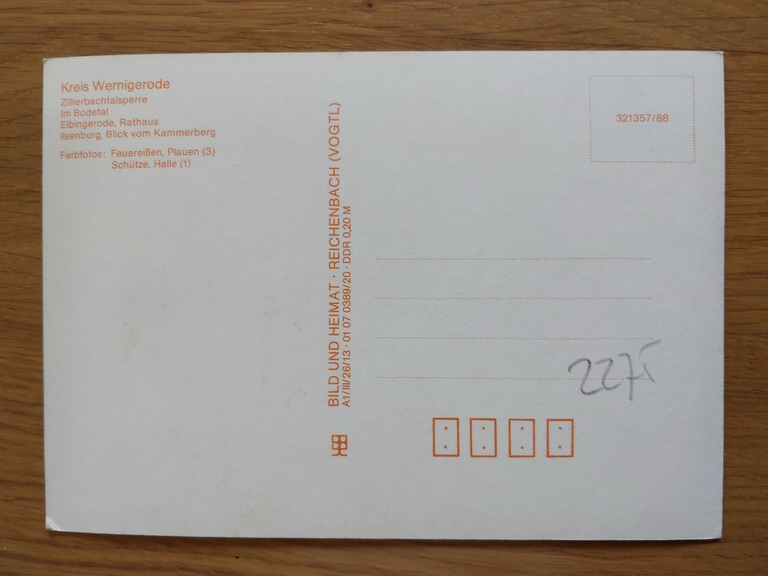 Kreis Wernigerode
Zillierbachtalsperre
Im Bodetal
Elbingerode, Rathaus
Ilsenburg, Blick vom Kammerberg
Farbfotos: Feuereißen, Plauen (3)
Schütze, Halle (1)
BILD UND HEIMAT · REICHENBACH (VOGTL)
A1/III/26/13 · 01 07 0389/20 · DDR 0,20 M
321357/88
2275